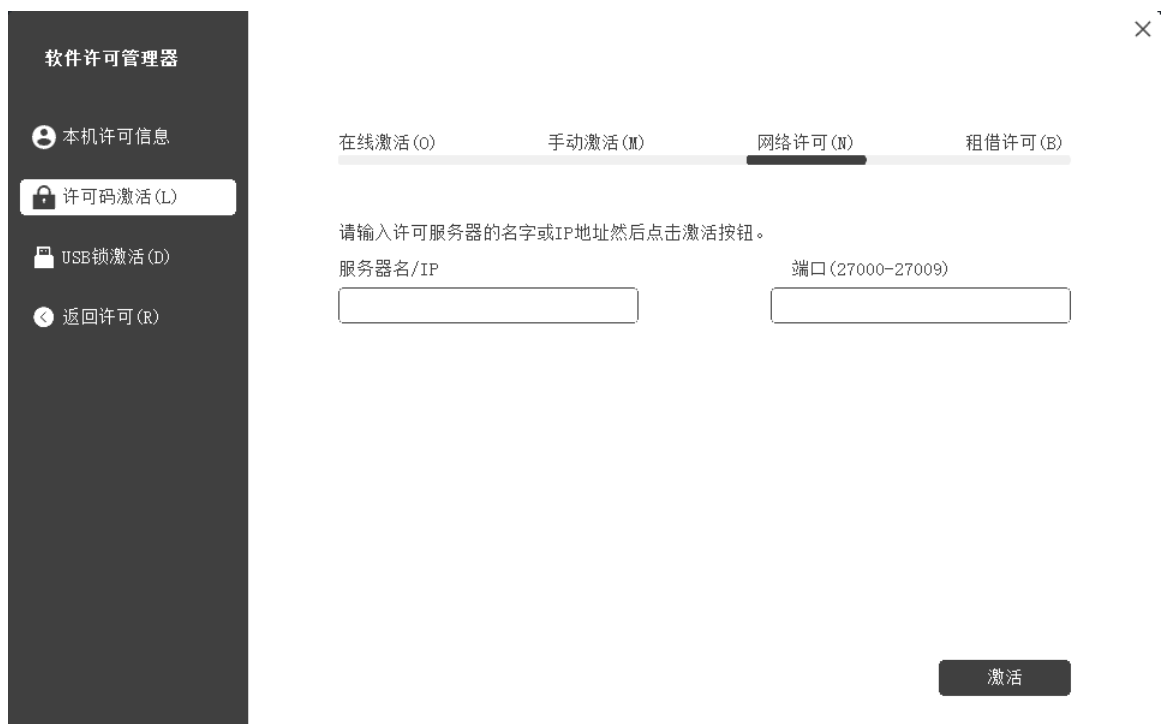 软件许可管理器
本机许可信息
许可码激活(L)
USB锁激活(D)
返回许可(R)
在线激活(O) 手动激活(M) 网络许可(N) 租借许可(B)
请输入许可服务器的名字或IP地址然后点击激活按钮。
服务器名/IP 端口(27000-27009)
激活